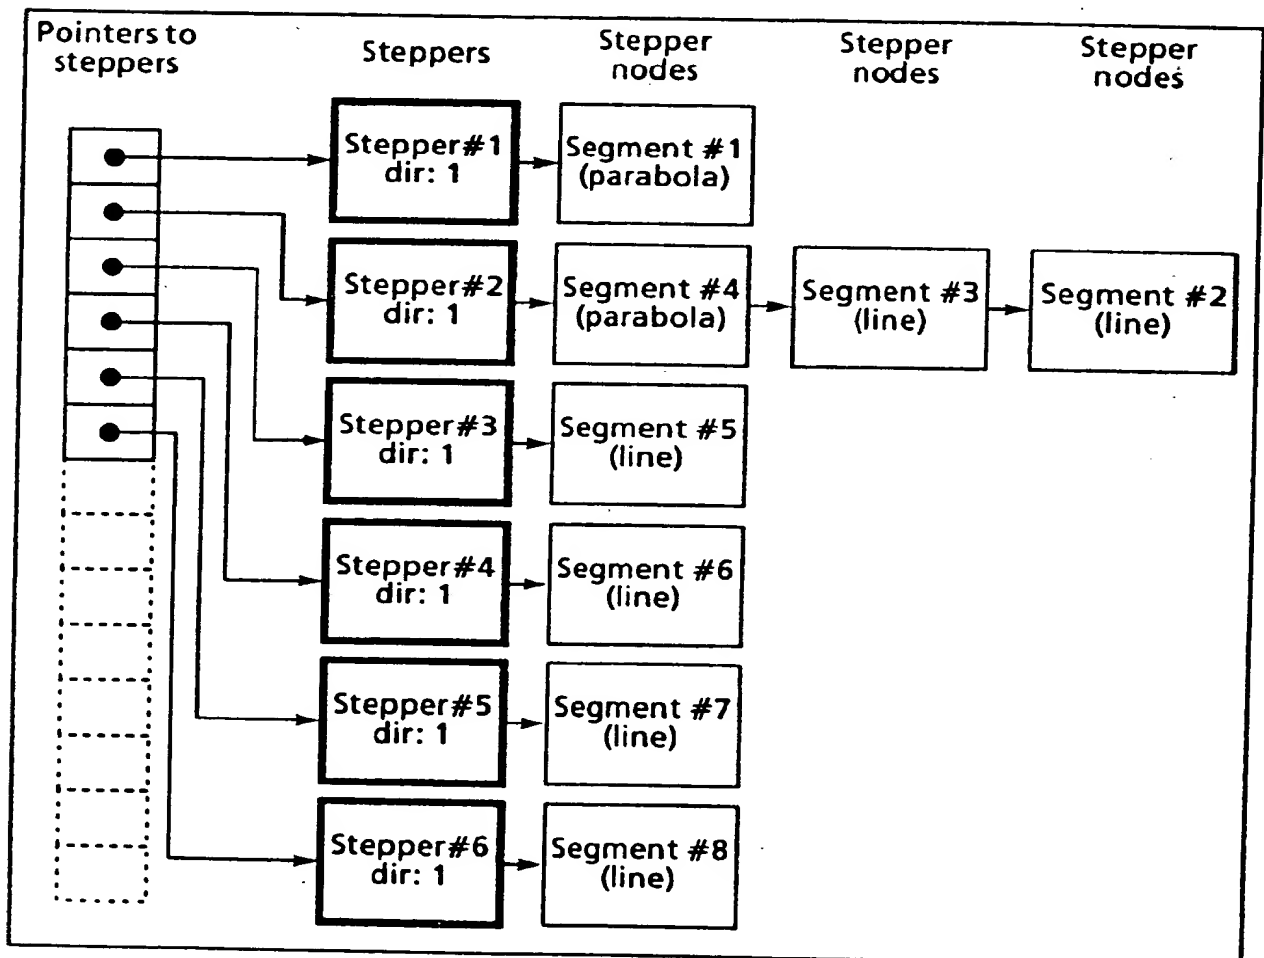 Pointers to
steppers
Steppers
Stepper
nodes
Stepper
nodes
Stepper
nodes
Stepper#1
dir: 1
Segment #1
(parabola)
Stepper#2
dir: 1
Segment #4
(parabola)
Segment #3
(line)
Segment #2
(line)
Stepper#3
dir: 1
Segment #5
(line)
Stepper#4
dir: 1
Segment #6
(line)
Stepper#5
dir: 1
Segment #7
(line)
Stepper#6
dir: 1
Segment #8
(line)